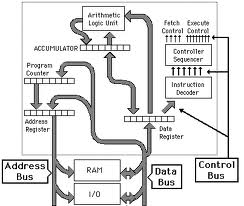 Arithmetic
Logic Unit
ACCUMULATOR
Fetch
Control
Execute
Control
Controller
Sequencer
Program
Counter
Instruction
Decoder
Address
Register
Data
Register
Address
Bus
RAM
I/O
Data
Bus
Control
Bus